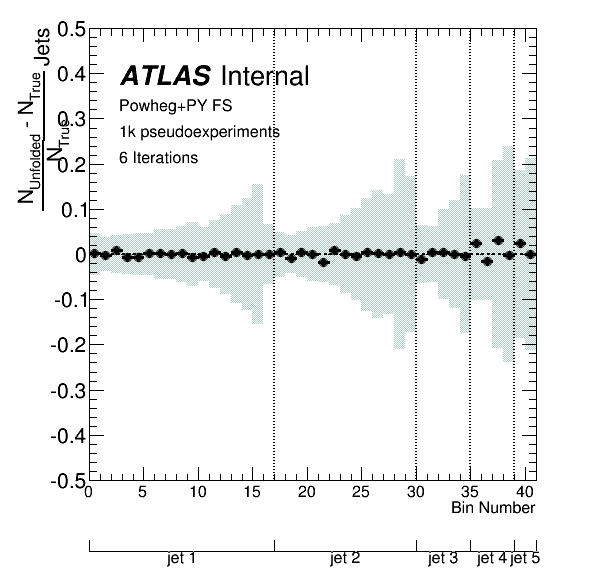 N_Unfolded - N_True
N_True
Jets
0.5
0.4
0.3
0.2
0.1
0
-0.1
-0.2
-0.3
-0.4
-0.5
ATLAS Internal
Powheg+PY FS
1k pseudoexperiments
6 Iterations
0 5 10 15 20 25 30 35 40
Bin Number
jet 1 jet 2 jet 3 jet 4 jet 5